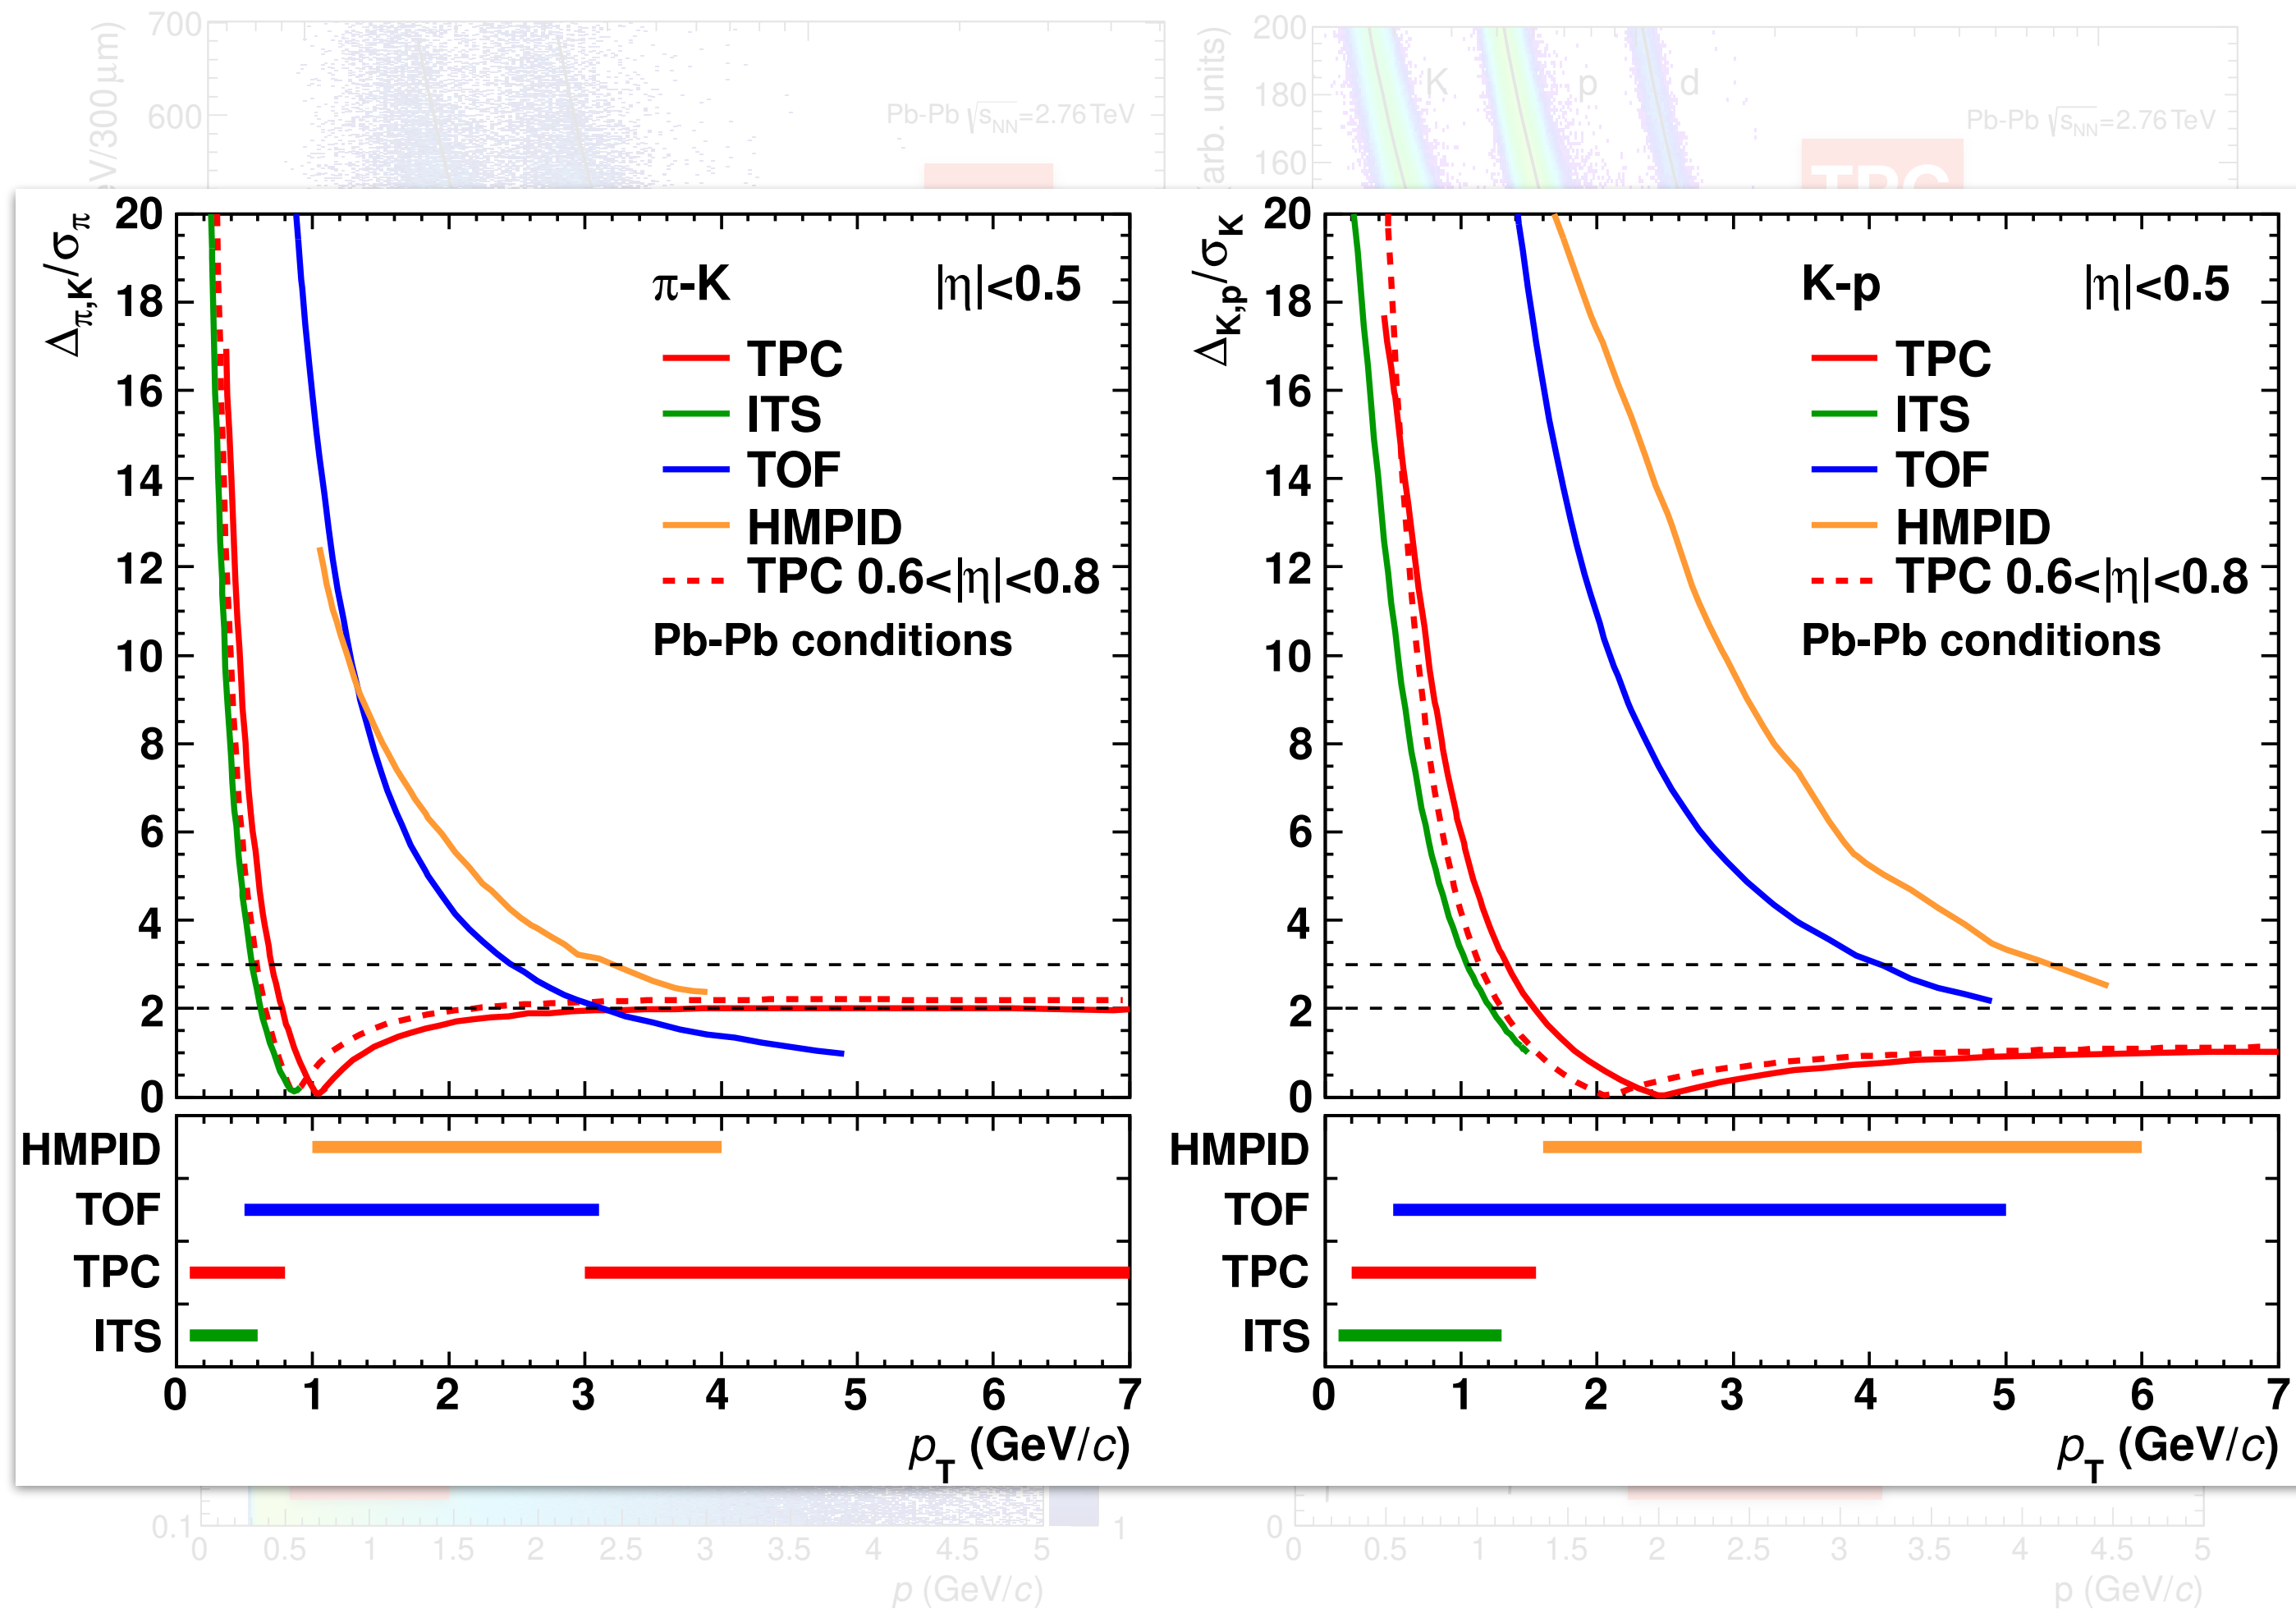 700
600
eV/300 μm)
Pb-Pb √sNN=2.76 TeV
200
180
160
(arb. units)
K
p
d
Pb-Pb √sNN=2.76 TeV
TPC
Δπ,K/σπ
20
18
16
14
12
10
8
6
4
2
0
π-K |η|<0.5
TPC
ITS
TOF
HMPID
TPC 0.6<|η|<0.8
Pb-Pb conditions
HMPID
TOF
TPC
ITS
0 1 2 3 4 5 6 7
pT (GeV/c)
ΔK,p/σK
20
18
16
14
12
10
8
6
4
2
0
K-p |η|<0.5
TPC
ITS
TOF
HMPID
TPC 0.6<|η|<0.8
Pb-Pb conditions
HMPID
TOF
TPC
ITS
0 1 2 3 4 5 6 7
pT (GeV/c)
0.1
1
0 0.5 1 1.5 2 2.5 3 3.5 4 4.5 5
p (GeV/c)
0
0 0.5 1 1.5 2 2.5 3 3.5 4 4.5 5
p (GeV/c)